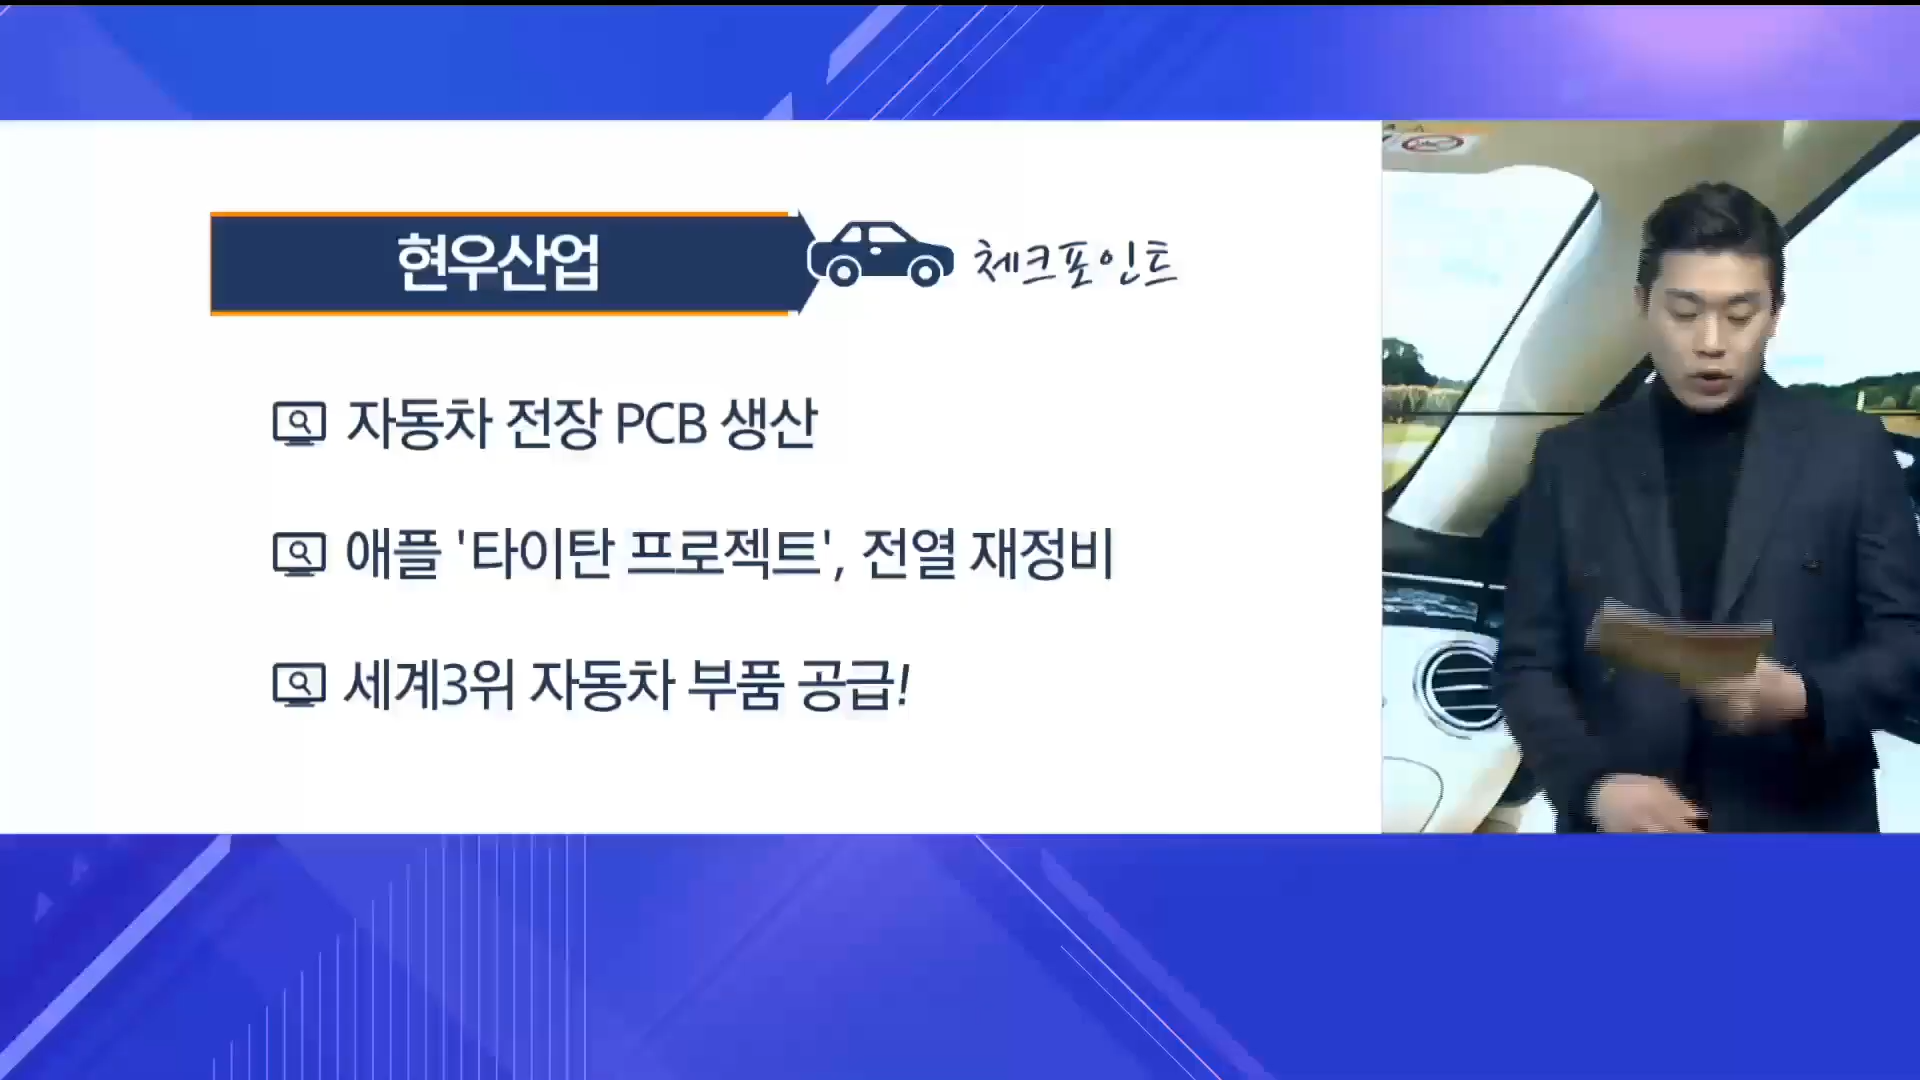 현우산업 체크포인트
자동차 전장 PCB 생산
애플 '타이탄 프로젝트', 전열 재정비
세계3위 자동차 부품 공급!